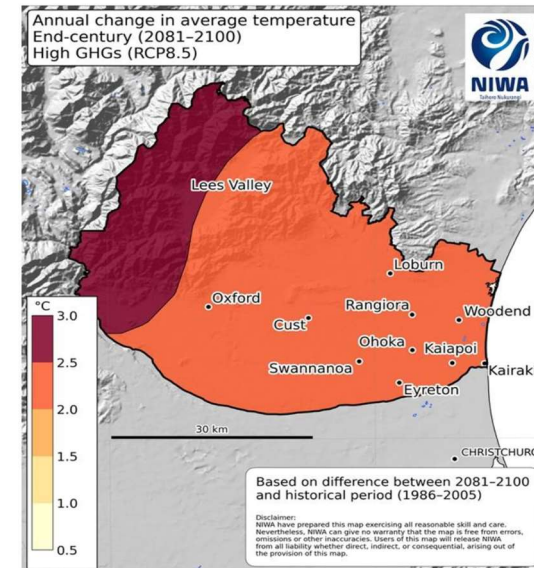 Annual change in average temperature
End-century (2081–2100)
High GHGs (RCP8.5)
NIWA
Taihoro Nukurangi
Lees Valley
Loburn
°C
3.0
2.5
2.0
1.5
1.0
0.5
Oxford
Rangiora
Woodend
Cust
Ohoka
Kaiapoi
Swannanoa
Kairak
Eyreton
30 km
CHRISTCHURC
Based on difference between 2081–2100
and historical period (1986–2005)
Disclaimer:
NIWA have prepared this map exercising all reasonable skill and care.
Nevertheless, NIWA can give no warranty that the map is free from errors,
omissions or other inaccuracies. Users of this map will release NIWA
from all liability whether direct, indirect, or consequential, arising out of
the provision of this map.